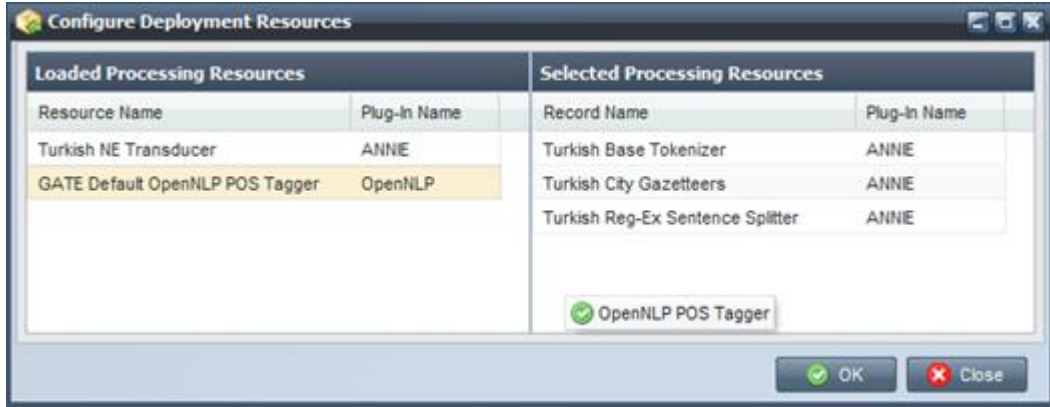 Configure Deployment Resources
Loaded Processing Resources
Resource Name Plug-In Name
Turkish NE Transducer ANNIE
GATE Default OpenNLP POS Tagger OpenNLP
Selected Processing Resources
Record Name Plug-In Name
Turkish Base Tokenizer ANNIE
Turkish City Gazetteers ANNIE
Turkish Reg-Ex Sentence Splitter ANNIE
OpenNLP POS Tagger
OK Close